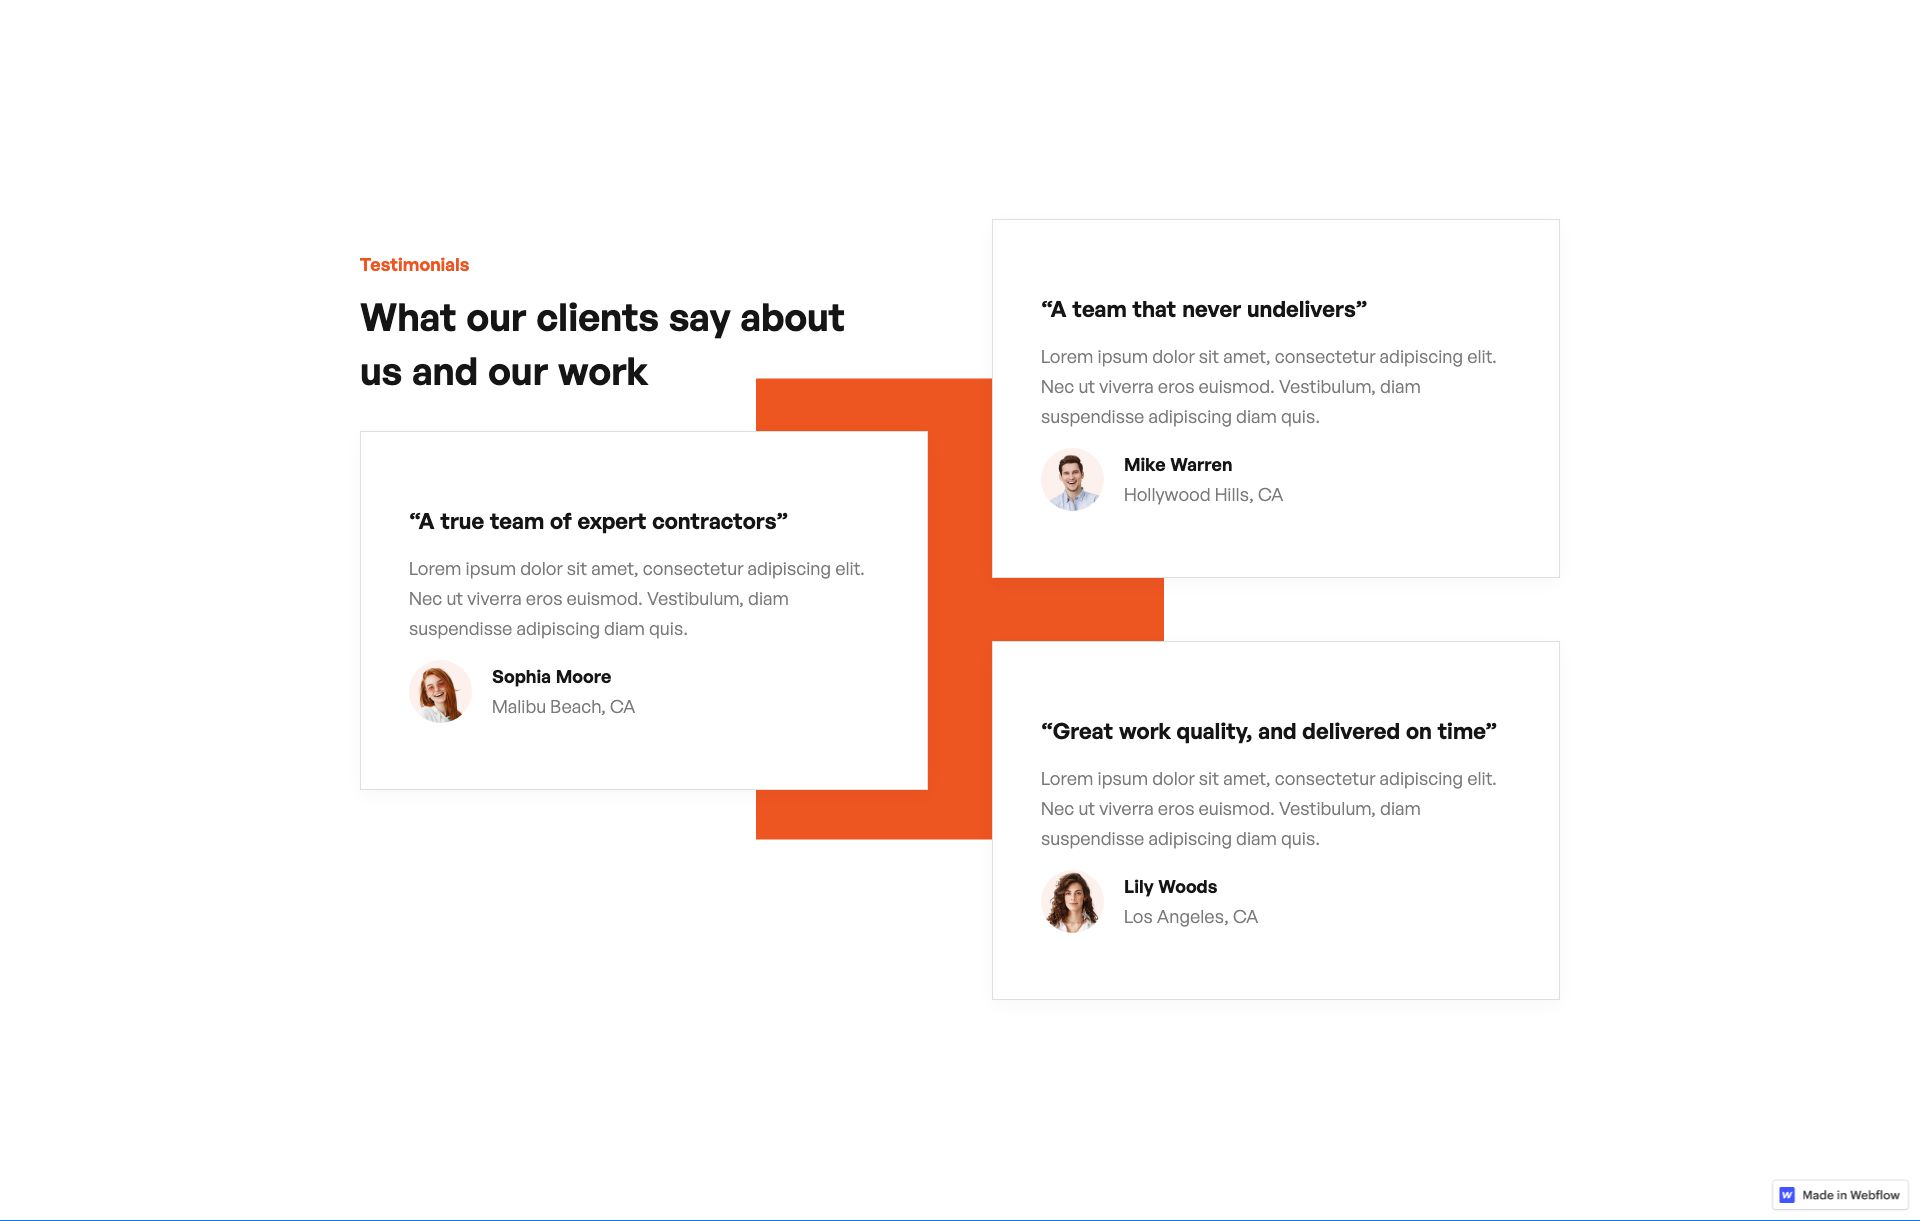 Testimonials
What our clients say about
us and our work
“A true team of expert contractors”
Lorem ipsum dolor sit amet, consectetur adipiscing elit.
Nec ut viverra eros euismod. Vestibulum, diam
suspendisse adipiscing diam quis.
Sophia Moore
Malibu Beach, CA
“A team that never undelivers”
Lorem ipsum dolor sit amet, consectetur adipiscing elit.
Nec ut viverra eros euismod. Vestibulum, diam
suspendisse adipiscing diam quis.
Mike Warren
Hollywood Hills, CA
“Great work quality, and delivered on time”
Lorem ipsum dolor sit amet, consectetur adipiscing elit.
Nec ut viverra eros euismod. Vestibulum, diam
suspendisse adipiscing diam quis.
Lily Woods
Los Angeles, CA
Made in Webflow